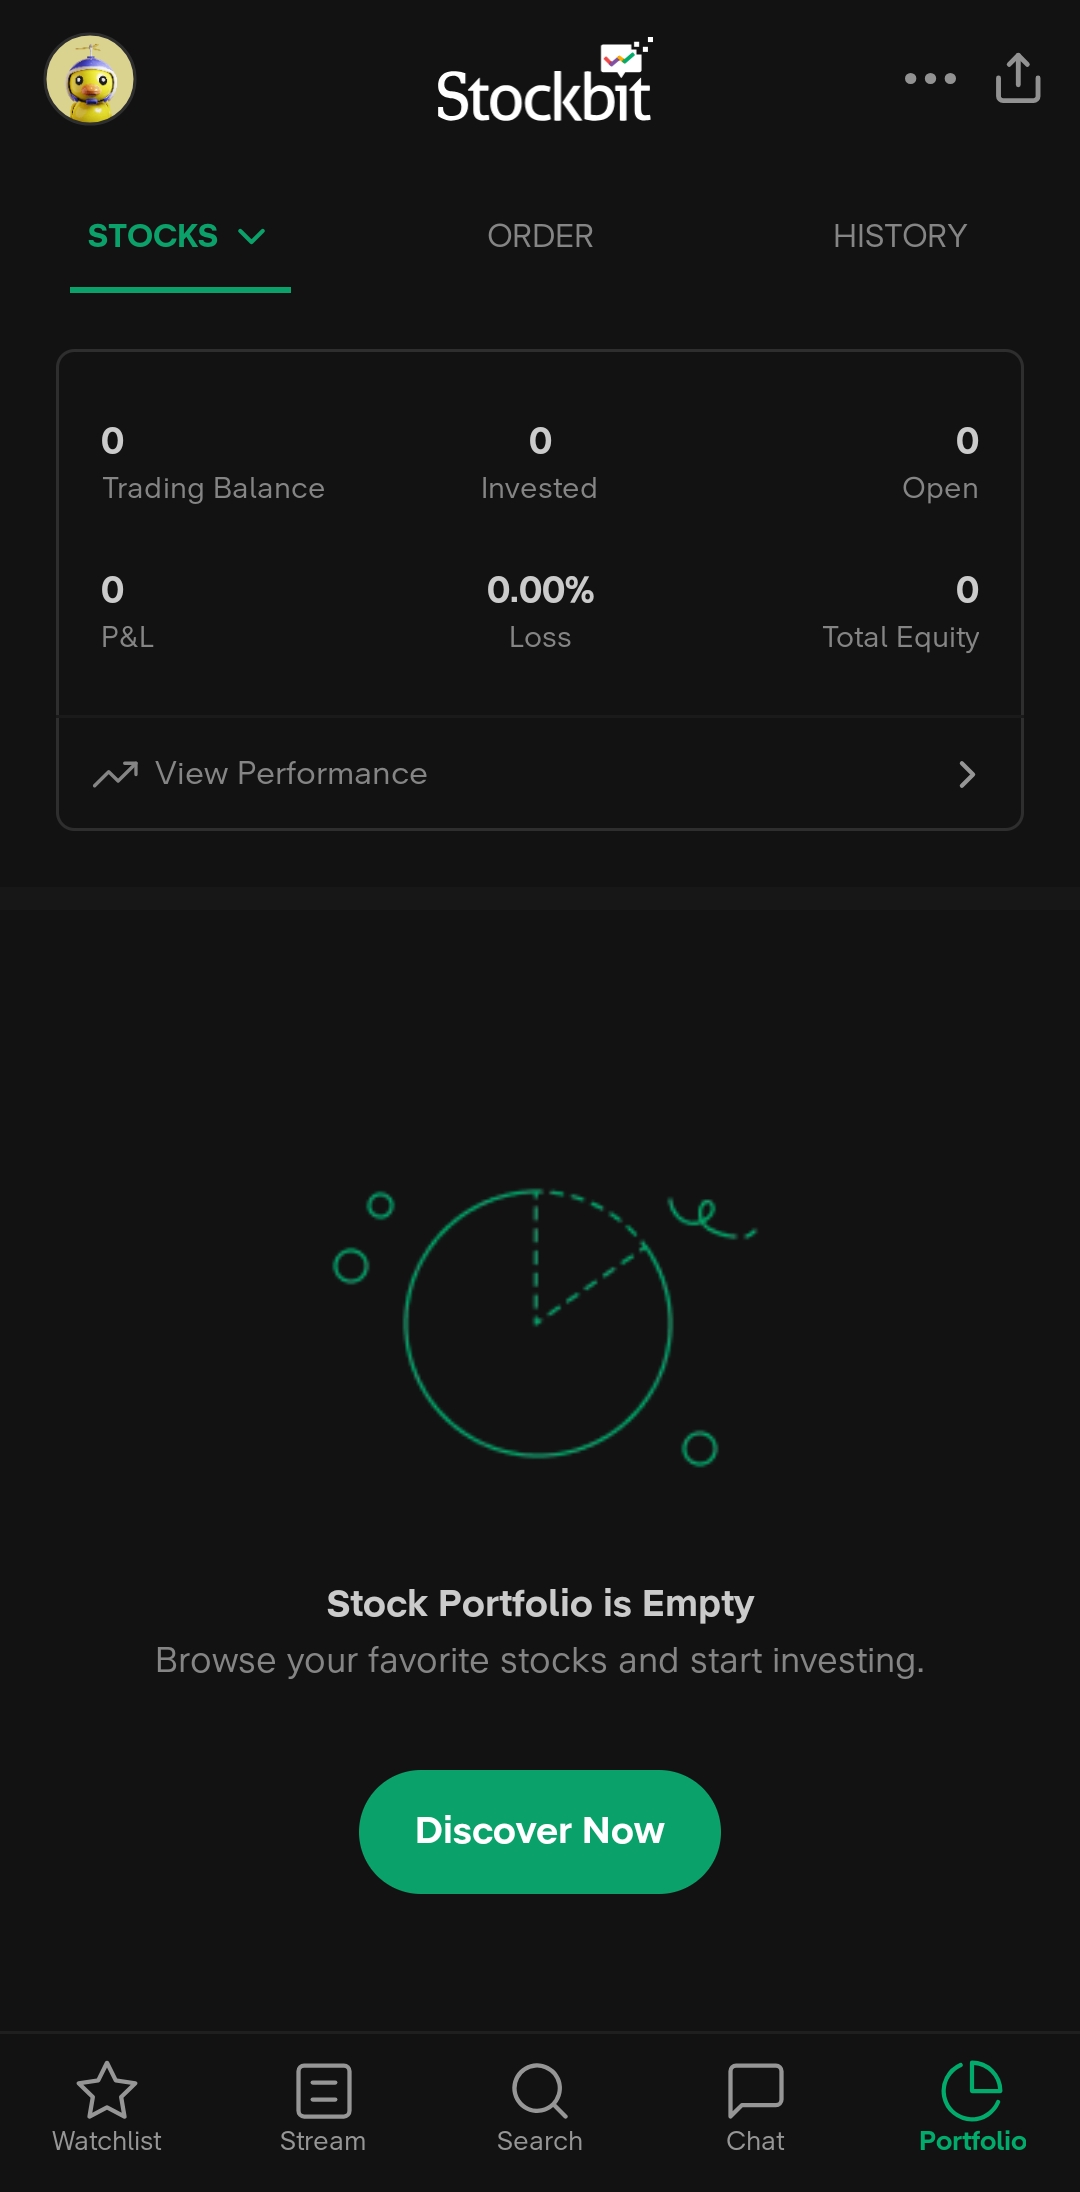 Stockbit
STOCKS ORDER HISTORY
0 0 0
Trading Balance Invested Open
0 0.00% 0
P&L Loss Total Equity
View Performance
Stock Portfolio is Empty
Browse your favorite stocks and start investing.
Discover Now
Watchlist Stream Search Chat Portfolio